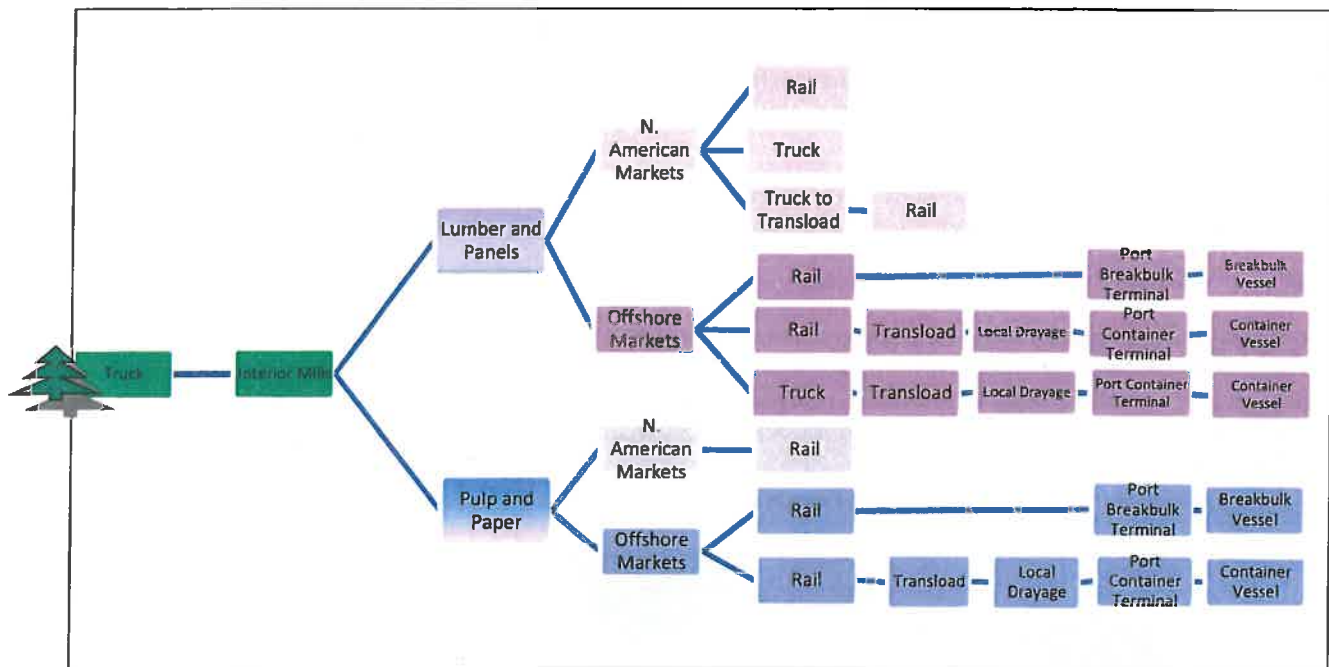 Truck
Interior Mills
Lumber and
Panels
N.
American
Markets
Rail
Truck
Truck to
Transload
Rail
Offshore
Markets
Rail
Port
Breakbulk
Terminal
Breakbulk
Vessel
Rail
Transload
Local Drayage
Port
Container
Terminal
Container
Vessel
Truck
Transload
Local Drayage
Port Container
Terminal
Container
Vessel
Pulp and
Paper
N.
American
Markets
Rail
Offshore
Markets
Rail
Port
Breakbulk
Terminal
Breakbulk
Vessel
Rail
Transload
Local
Drayage
Port
Container
Terminal
Container
Vessel